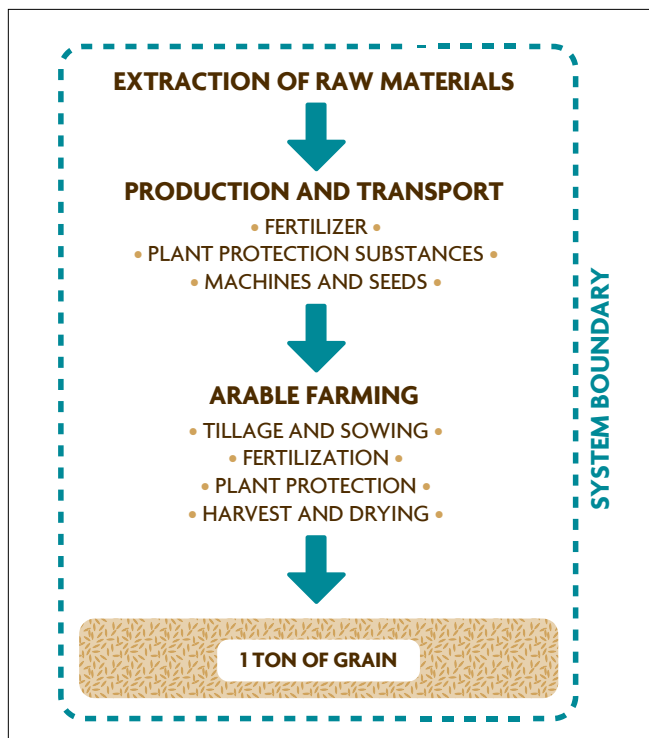 EXTRACTION OF RAW MATERIALS
PRODUCTION AND TRANSPORT
• FERTILIZER •
• PLANT PROTECTION SUBSTANCES •
• MACHINES AND SEEDS •
ARABLE FARMING
• TILLAGE AND SOWING •
• FERTILIZATION •
• PLANT PROTECTION •
• HARVEST AND DRYING •
1 TON OF GRAIN
SYSTEM BOUNDARY